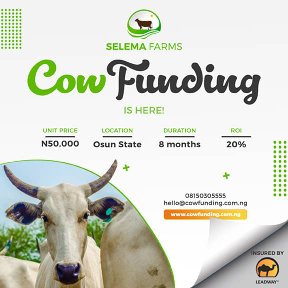 SELEMA FARMS
Cow Funding
IS HERE!
UNIT PRICE LOCATION DURATION ROI
N50,000 Osun State 8 months 20%
08150305555
hello@cowfunding.com.ng
www.cowfunding.com.ng
INSURED BY
LEADWAY